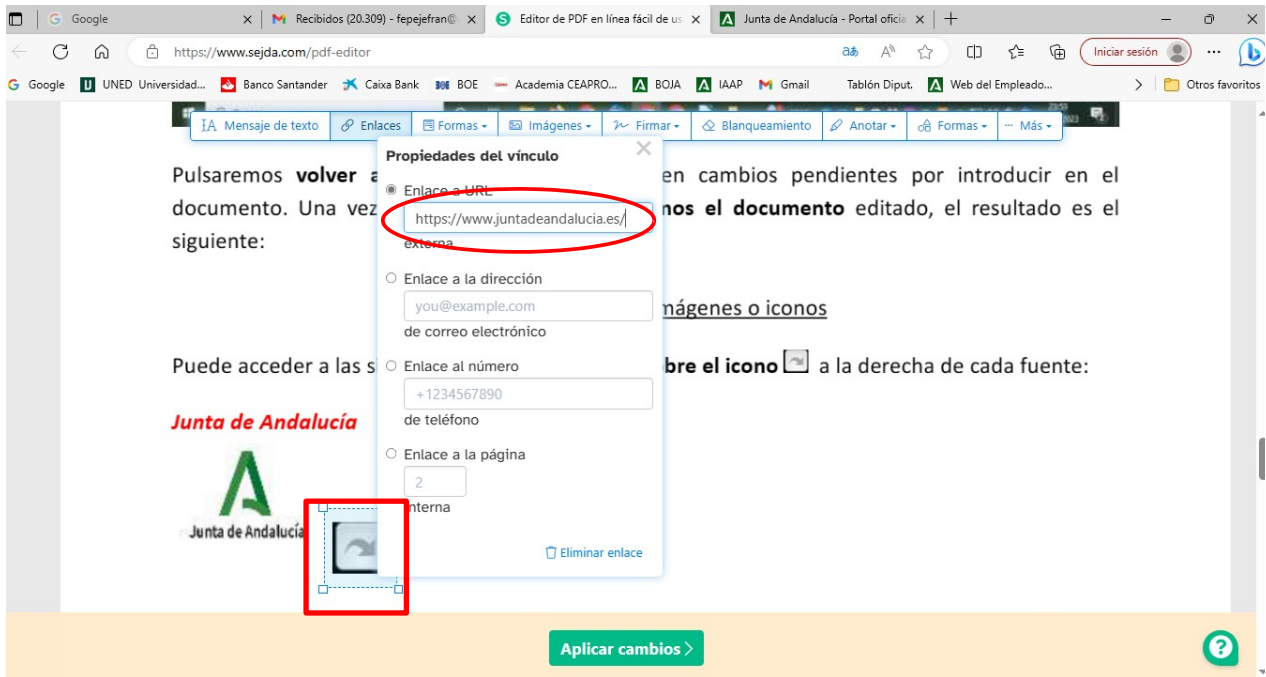 Google
Recibidos (20.309) - fepejefran@
Editor de PDF en línea fácil de us
Junta de Andalucía - Portal oficia
https://www.sejda.com/pdf-editor
Iniciar sesión
Google UNED Universidad... Banco Santander Caixa Bank BOE Academia CEAPRO... BOJA IAAP Gmail Tablón Diput. Web del Empleado... Otros favoritos
23:55
Mensaje de texto Enlaces Formas Imágenes Firmar Blanqueamiento Anotar Formas Más
Propiedades del vínculo
Enlace a URL
https://www.juntadeandalucia.es/
externa
Enlace a la dirección
you@example.com
de correo electrónico
Enlace al número
+1234567890
de teléfono
Enlace a la página
2
interna
Eliminar enlace
Pulsaremos volver a en cambios pendientes por introducir en el
documento. Una vez mos el documento editado, el resultado es el
siguiente:
mágenes o iconos
Puede acceder a las s bre el icono a la derecha de cada fuente:
Junta de Andalucía
Junta de Andalucía
Aplicar cambios